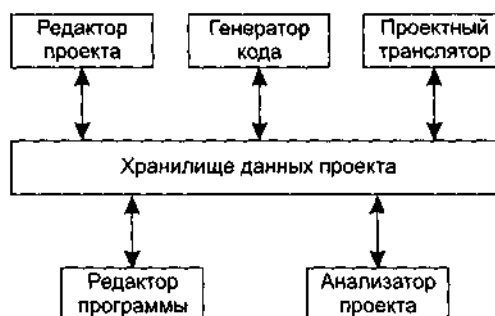 Редактор
проекта
Генератор
кода
Проектный
транслятор
Хранилище данных проекта
Редактор
программы
Анализатор
проекта